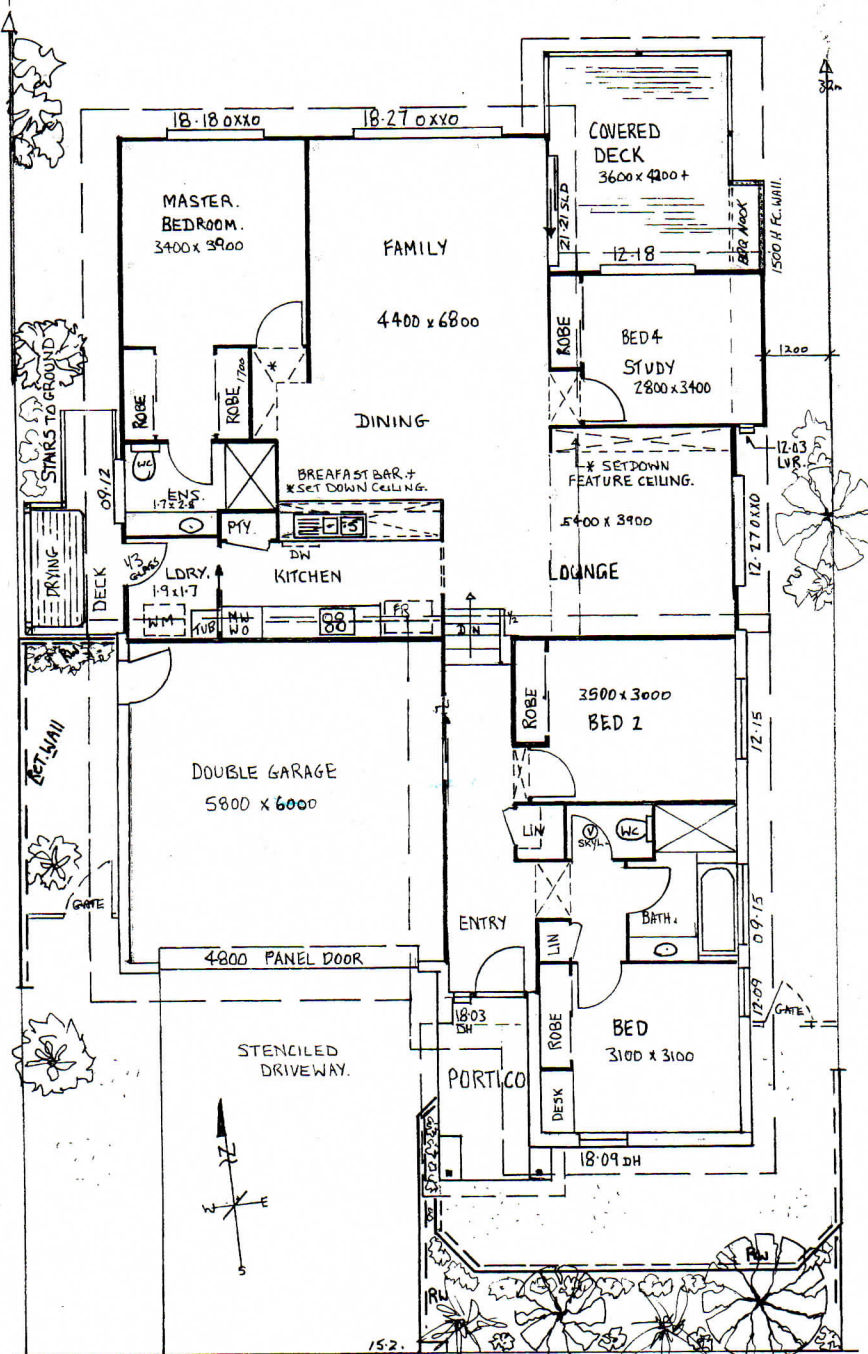 32m
18·18 OXXO
18·27 OXXO
COVERED
DECK
3600 x 4200 +
MASTER.
BEDROOM.
3400 x 3900
FAMILY
4400 x 6800
21·21 SLD
BBQ NOOK
1500 H FC. WALL.
12·18
ROBE
BED 4
STUDY
2800 x 3400
1200
STAIRS TO GROUND
ROBE
ROBE 1700
*
DINING
12·03
LVR.
* SETDOWN
FEATURE CEILING.
5400 x 3900
LOUNGE
12·27 OXXO
09·12
WC
ENS.
1·7 x 2·8
BREAFAST BAR. +
* SET DOWN CEILING.
PTY.
DW
KITCHEN
DRYING
DECK
1/3
GLASS
LDRY.
1·9 x 1·7
WM
TUB
MW
WO
FR
DN
1/2
RW
RET. WALL
ROBE
3500 x 3000
BED 2
12·15
DOUBLE GARAGE
5800 x 6000
LIN
V
SKYL.
WC
GATE
ENTRY
LIN
BATH.
09·15
4800 PANEL DOOR
12·09
GATE
18·03
SH
ROBE
BED
3100 x 3100
STENCILED
DRIVEWAY.
PORTICO
DESK
18·09 DH
N
W
E
S
RW
RW
15·2.